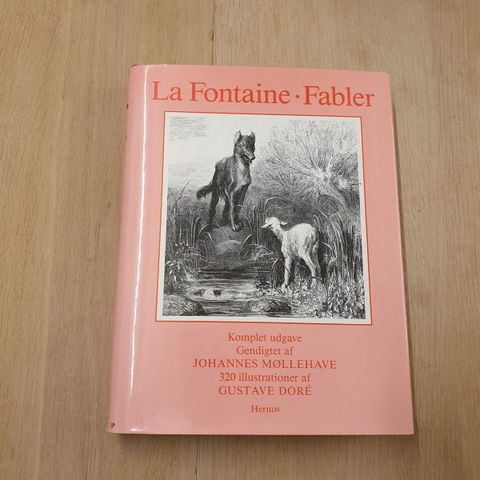 La Fontaine · Fabler
Komplet udgave
Gendigtet af
JOHANNES MØLLEHAVE
320 illustrationer af
GUSTAVE DORÉ
Hernov